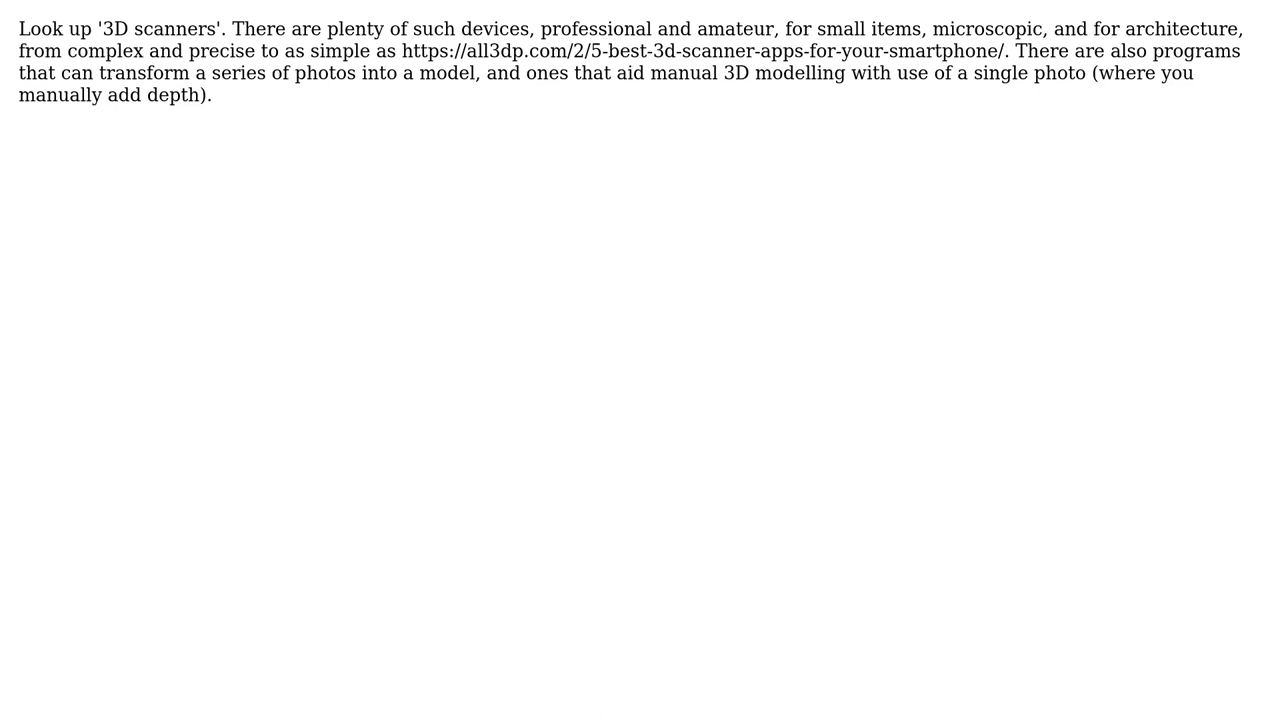 Look up '3D scanners'. There are plenty of such devices, professional and amateur, for small items, microscopic, and for architecture,
from complex and precise to as simple as https://all3dp.com/2/5-best-3d-scanner-apps-for-your-smartphone/. There are also programs
that can transform a series of photos into a model, and ones that aid manual 3D modelling with use of a single photo (where you
manually add depth).